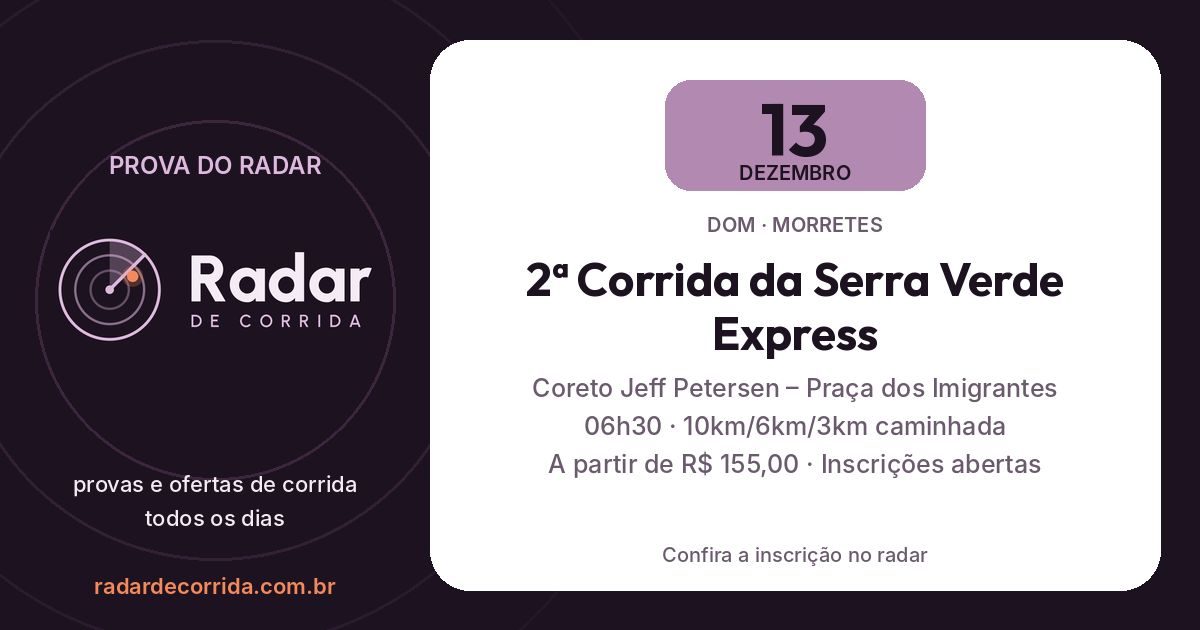 PROVA DO RADAR
Radar
DE CORRIDA
provas e ofertas de corrida
todos os dias
radardecorrida.com.br
13
DEZEMBRO
DOM · MORRETES
2ª Corrida da Serra Verde
Express
Coreto Jeff Petersen – Praça dos Imigrantes
06h30 · 10km/6km/3km caminhada
A partir de R$ 155,00 · Inscrições abertas
Confira a inscrição no radar